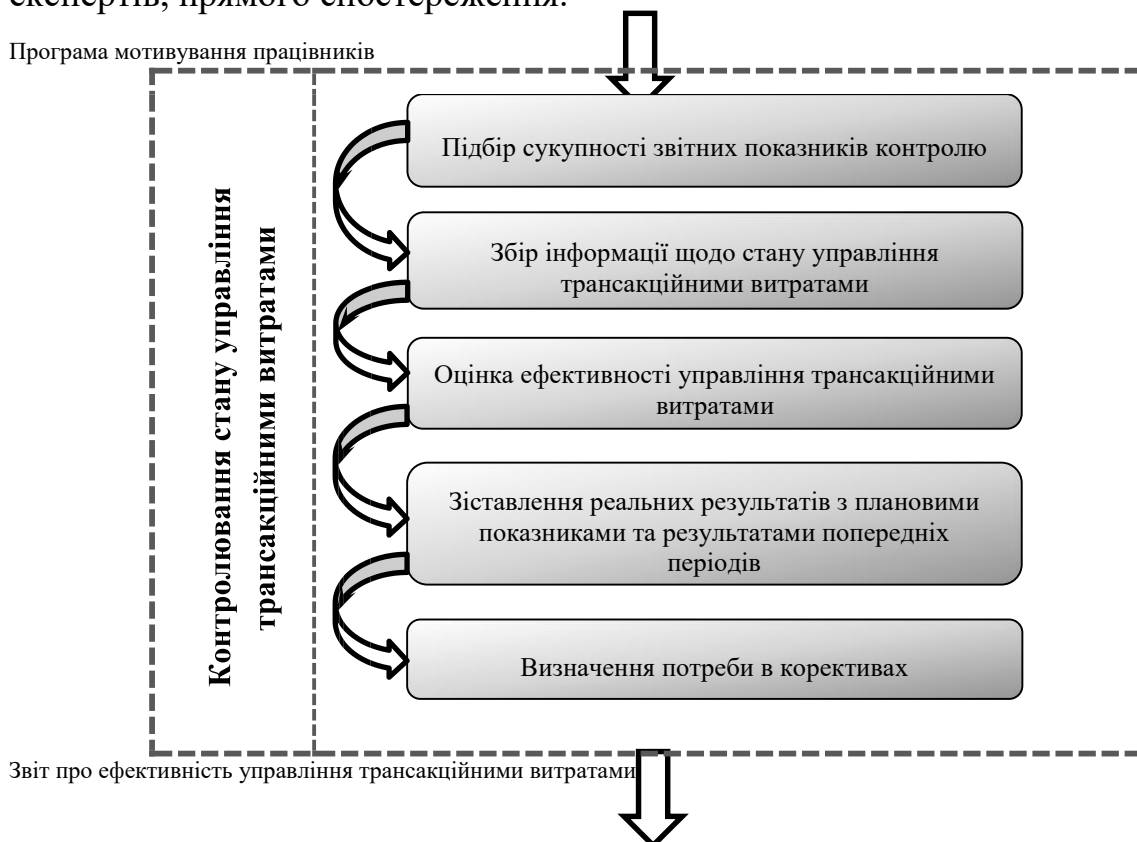 експертів, прямого спостереження.
Програма мотивування працівників
Контролювання стану управління
трансакційними витратами
Підбір сукупності звітних показників контролю
Збір інформації щодо стану управління
трансакційними витратами
Оцінка ефективності управління трансакційними
витратами
Зіставлення реальних результатів з плановими
показниками та результатами попередніх
періодів
Визначення потреби в корективах
Звіт про ефективність управління трансакційними витратами